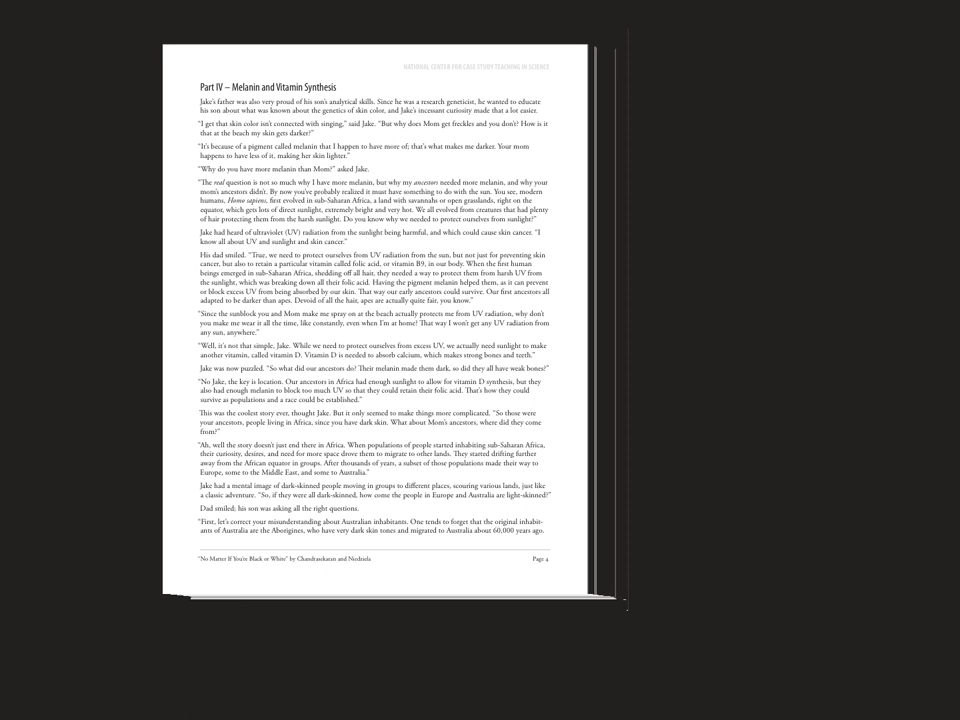 NATIONAL CENTER FOR CASE STUDY TEACHING IN SCIENCE
Part IV – Melanin and Vitamin Synthesis
Jake's father was also very proud of his son's analytical skills. Since he was a research geneticist, he wanted to educate
his son about what was known about the genetics of skin color, and Jake's incessant curiosity made that a lot easier.
"I get that skin color isn't connected with singing," said Jake. "But why does Mom get freckles and you don't? How is it
that at the beach my skin gets darker?"
"It's because of a pigment called melanin that I happen to have more of; that's what makes me darker. Your mom
happens to have less of it, making her skin lighter."
"Why do you have more melanin than Mom?" asked Jake.
"The real question is not so much why I have more melanin, but why my ancestors needed more melanin, and why your
mom's ancestors didn't. By now you've probably realized it must have something to do with the sun. You see, modern
humans, Homo sapiens, first evolved in sub-Saharan Africa, a land with savannahs or open grasslands, right on the
equator, which gets lots of direct sunlight, extremely bright and very hot. We all evolved from creatures that had plenty
of hair protecting them from the harsh sunlight. Do you know why we needed to protect ourselves from sunlight?"
Jake had heard of ultraviolet (UV) radiation from the sunlight being harmful, and which could cause skin cancer. "I
know all about UV and sunlight and skin cancer."
His dad smiled. "True, we need to protect ourselves from UV radiation from the sun, but not just for preventing skin
cancer, but also to retain a particular vitamin called folic acid, or vitamin B9, in our body. When the first human
beings emerged in sub-Saharan Africa, shedding off all hair, they needed a way to protect them from harsh UV from
the sunlight, which was breaking down all their folic acid. Having the pigment melanin helped them, as it can prevent
or block excess UV from being absorbed by our skin. That way our early ancestors could survive. Our first ancestors all
adapted to be darker than apes. Devoid of all the hair, apes are actually quite fair, you know."
"Since the sunblock you and Mom make me spray on at the beach actually protects me from UV radiation, why don't
you make me wear it all the time, like constantly, even when I'm at home? That way I won't get any UV radiation from
any sun, anywhere."
"Well, it's not that simple, Jake. While we need to protect ourselves from excess UV, we actually need sunlight to make
another vitamin, called vitamin D. Vitamin D is needed to absorb calcium, which makes strong bones and teeth."
Jake was now puzzled. "So what did our ancestors do? Their melanin made them dark, so did they all have weak bones?"
"No Jake, the key is location. Our ancestors in Africa had enough sunlight to allow for vitamin D synthesis, but they
also had enough melanin to block too much UV so that they could retain their folic acid. That's how they could
survive as populations and a race could be established."
This was the coolest story ever, thought Jake. But it only seemed to make things more complicated. "So those were
your ancestors, people living in Africa, since you have dark skin. What about Mom's ancestors, where did they come
from?"
"Ah, well the story doesn't just end there in Africa. When populations of people started inhabiting sub-Saharan Africa,
their curiosity, desires, and need for more space drove them to migrate to other lands. They started drifting further
away from the African equator in groups. After thousands of years, a subset of those populations made their way to
Europe, some to the Middle East, and some to Australia."
Jake had a mental image of dark-skinned people moving in groups to different places, scouring various lands, just like
a classic adventure. "So, if they were all dark-skinned, how come the people in Europe and Australia are light-skinned?"
Dad smiled; his son was asking all the right questions.
"First, let's correct your misunderstanding about Australian inhabitants. One tends to forget that the original inhabit-
ants of Australia are the Aborigines, who have very dark skin tones and migrated to Australia about 60,000 years ago.
"No Matter If You're Black or White" by Chandrasekaran and Niedziela
Page 4